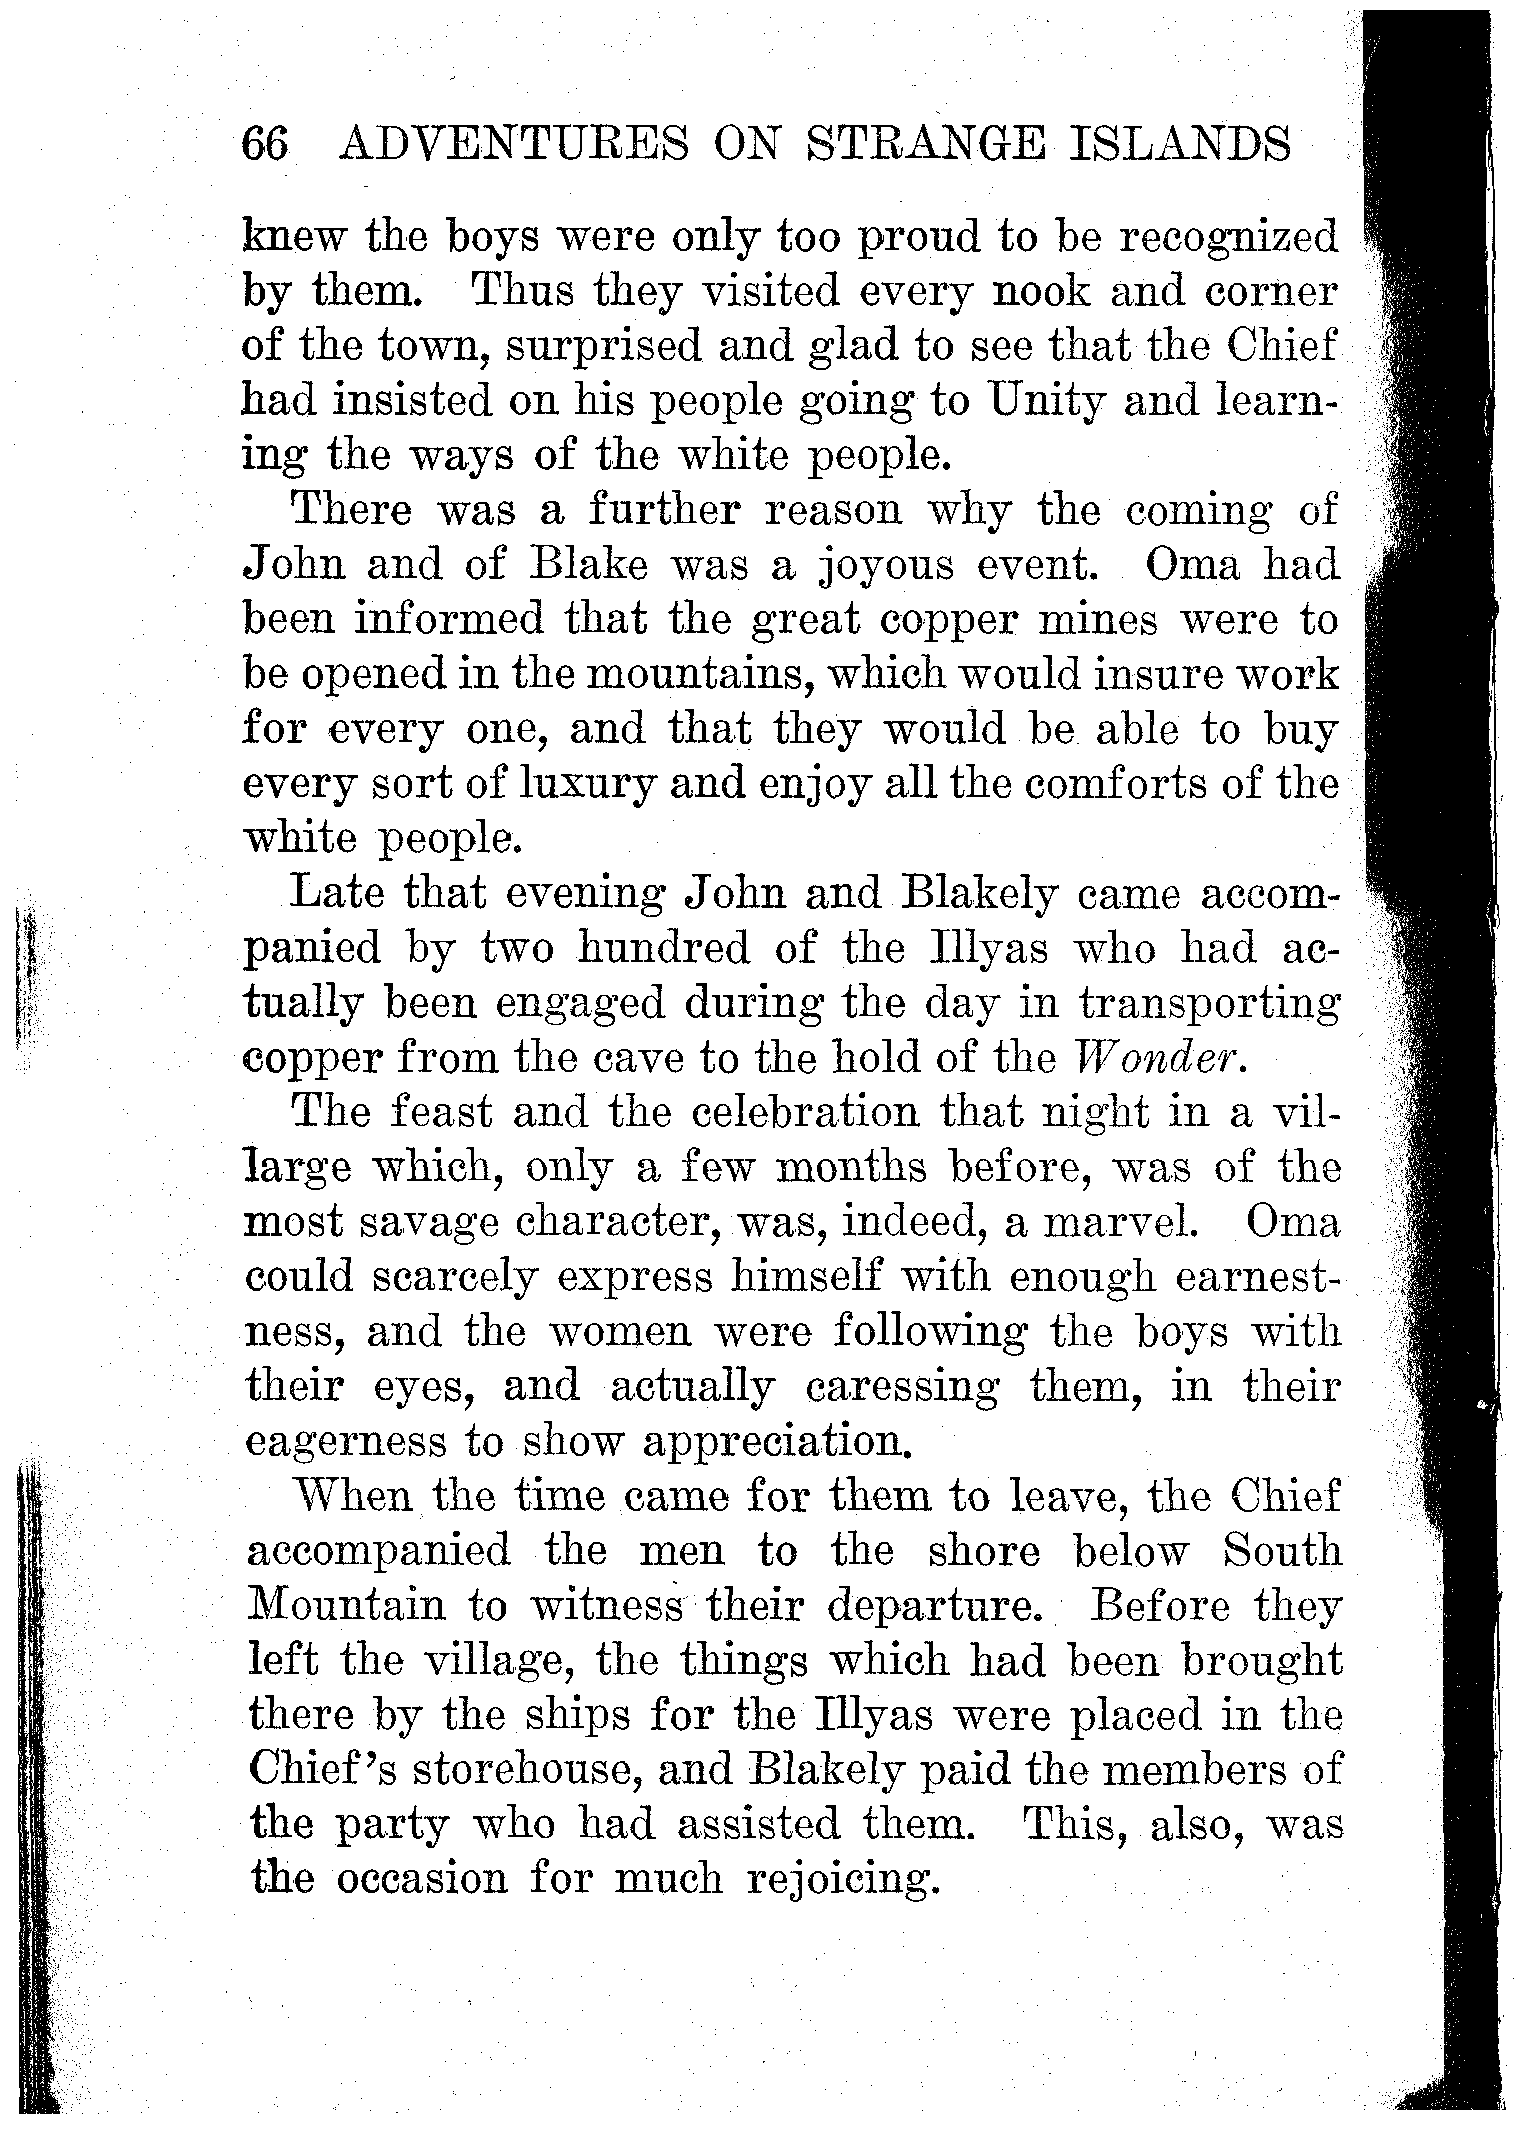 66 ADVENTURES ON STRANGE ISLANDS
knew the boys were only too proud to be recognized
by them. Thus they visited every nook and corner
of the town, surprised and glad to see that the Chief
had insisted on his people going to Unity and learn-
ing the ways of the white people.
There was a further reason why the coming of
John and of Blake was a joyous event. Oma had
been informed that the great copper mines were to
be opened in the mountains, which would insure work
for every one, and that they would be able to buy
every sort of luxury and enjoy all the comforts of the
white people.
Late that evening John and Blakely came accom-
panied by two hundred of the Illyas who had ac-
tually been engaged during the day in transporting
copper from the cave to the hold of the Wonder.
The feast and the celebration that night in a vil-
large which, only a few months before, was of the
most savage character, was, indeed, a marvel. Oma
could scarcely express himself with enough earnest-
ness, and the women were following the boys with
their eyes, and actually caressing them, in their
eagerness to show appreciation.
When the time came for them to leave, the Chief
accompanied the men to the shore below South
Mountain to witness their departure. Before they
left the village, the things which had been brought
there by the ships for the Illyas were placed in the
Chief's storehouse, and Blakely paid the members of
the party who had assisted them. This, also, was
the occasion for much rejoicing.